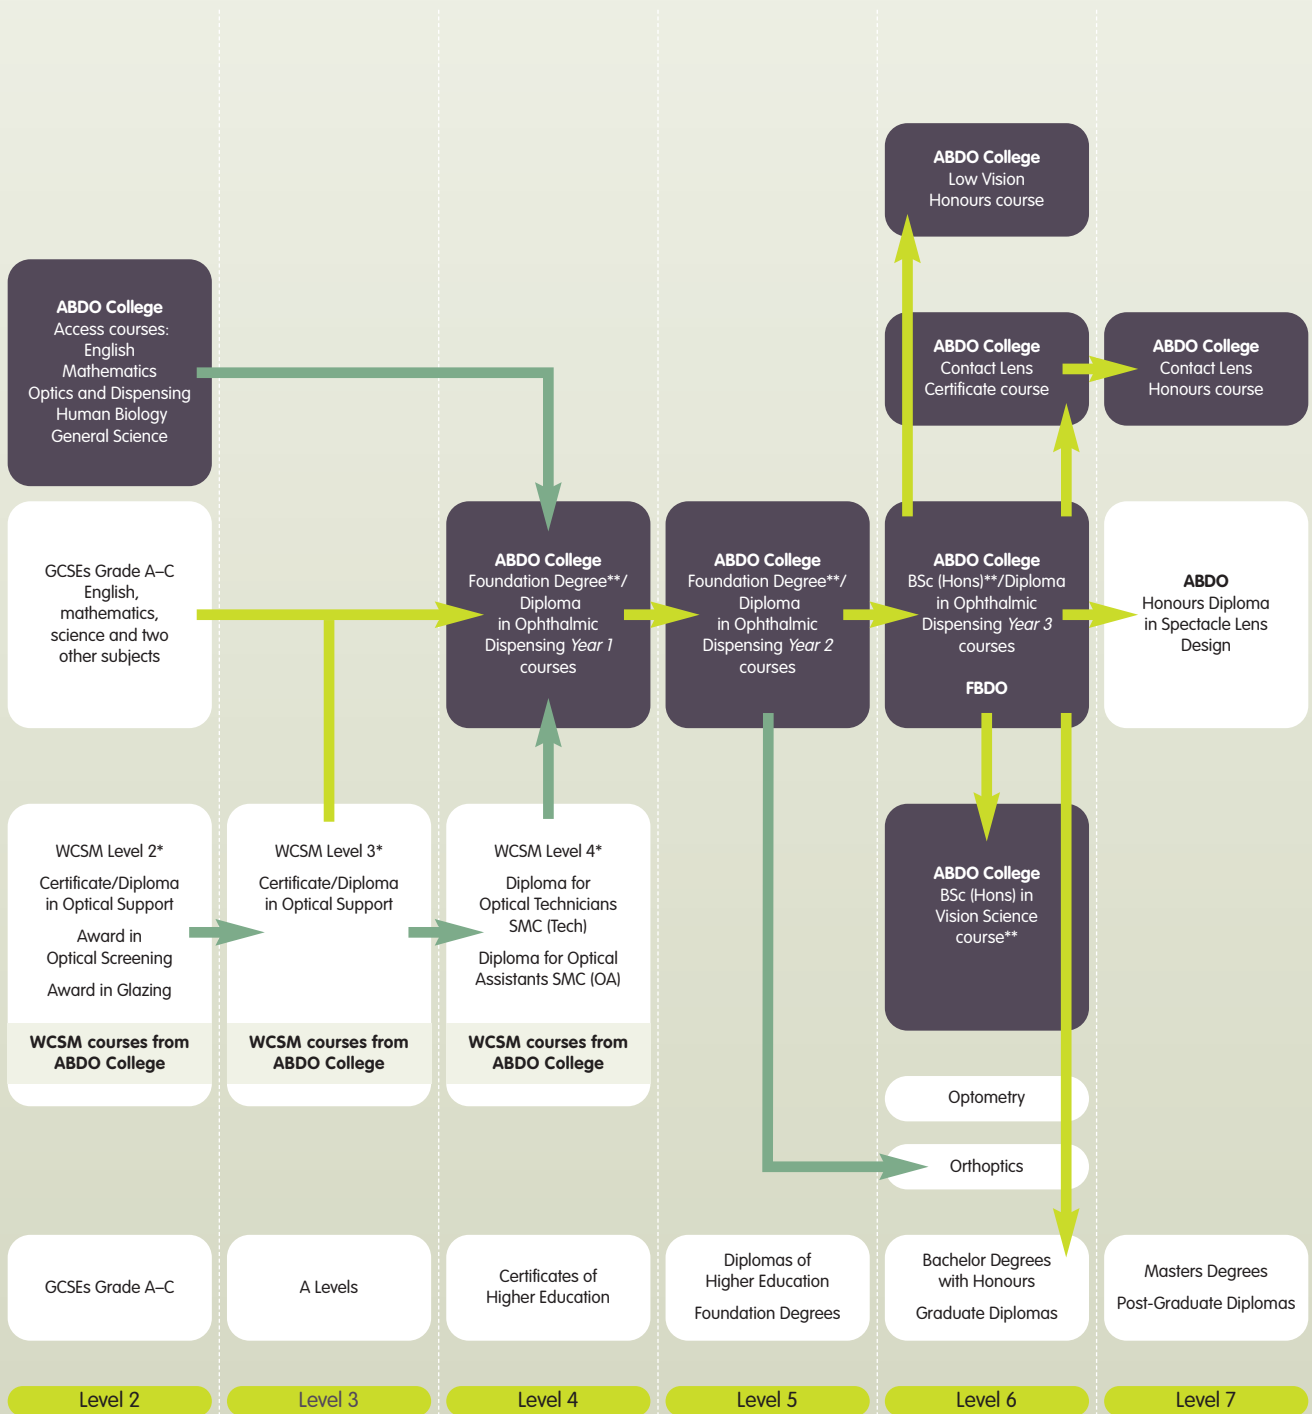 ABDO College
Low Vision
Honours course
ABDO College
Access courses:
English
Mathematics
Optics and Dispensing
Human Biology
General Science
ABDO College
Contact Lens
Certificate course
ABDO College
Contact Lens
Honours course
GCSEs Grade A–C
English,
mathematics,
science and two
other subjects
ABDO College
Foundation Degree**/
Diploma
in Ophthalmic
Dispensing Year 1
courses
ABDO College
Foundation Degree**/
Diploma
in Ophthalmic
Dispensing Year 2
courses
ABDO College
BSc (Hons)**/Diploma
in Ophthalmic
Dispensing Year 3
courses
FBDO
ABDO
Honours Diploma
in Spectacle Lens
Design
WCSM Level 2*
Certificate/Diploma
in Optical Support
Award in
Optical Screening
Award in Glazing
WCSM courses from
ABDO College
WCSM Level 3*
Certificate/Diploma
in Optical Support
WCSM courses from
ABDO College
WCSM Level 4*
Diploma for
Optical Technicians
SMC (Tech)
Diploma for Optical
Assistants SMC (OA)
WCSM courses from
ABDO College
ABDO College
BSc (Hons) in
Vision Science
course**
Optometry
Orthoptics
GCSEs Grade A–C
A Levels
Certificates of
Higher Education
Diplomas of
Higher Education
Foundation Degrees
Bachelor Degrees
with Honours
Graduate Diplomas
Masters Degrees
Post-Graduate Diplomas
Level 2
Level 3
Level 4
Level 5
Level 6
Level 7